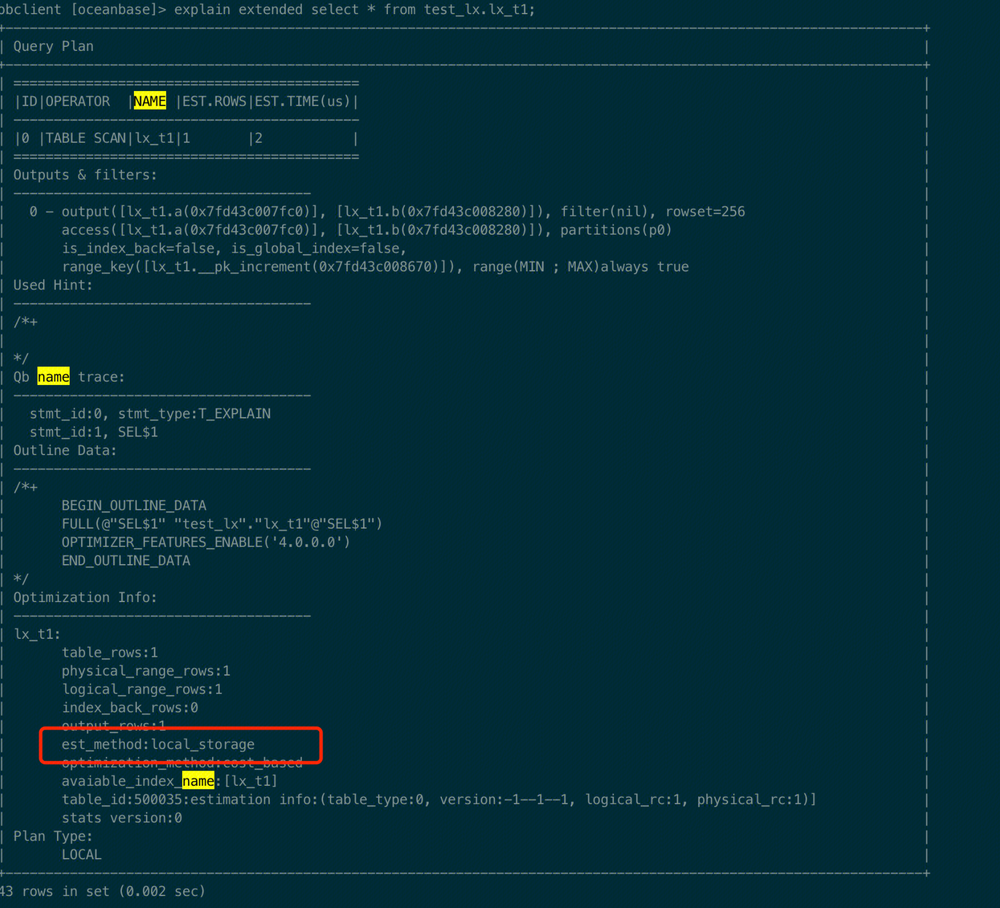 obclient [oceanbase]> explain extended select * from test_lx.lx_t1;
+------------------------------------------------------------------------------------------------------------------+
| Query Plan |
+------------------------------------------------------------------------------------------------------------------+
| =========================================== |
| |ID|OPERATOR |NAME |EST.ROWS|EST.TIME(us)| |
| ------------------------------------------- |
| |0 |TABLE SCAN|lx_t1|1 |2 | |
| =========================================== |
| Outputs & filters: |
| ------------------------------------- |
| 0 - output([lx_t1.a(0x7fd43c007fc0)], [lx_t1.b(0x7fd43c008280)]), filter(nil), rowset=256 |
| access([lx_t1.a(0x7fd43c007fc0)], [lx_t1.b(0x7fd43c008280)]), partitions(p0) |
| is_index_back=false, is_global_index=false, |
| range_key([lx_t1.__pk_increment(0x7fd43c008670)]), range(MIN ; MAX)always true |
| Used Hint: |
| ------------------------------------- |
| /*+ |
| |
| */ |
| Qb name trace: |
| ------------------------------------- |
| stmt_id:0, stmt_type:T_EXPLAIN |
| stmt_id:1, SEL$1 |
| Outline Data: |
| ------------------------------------- |
| /*+ |
| BEGIN_OUTLINE_DATA |
| FULL(@"SEL$1" "test_lx"."lx_t1"@"SEL$1") |
| OPTIMIZER_FEATURES_ENABLE('4.0.0.0') |
| END_OUTLINE_DATA |
| */ |
| Optimization Info: |
| ------------------------------------- |
| lx_t1: |
| table_rows:1 |
| physical_range_rows:1 |
| logical_range_rows:1 |
| index_back_rows:0 |
| output_rows:1 |
| est_method:local_storage |
| optimization_method:cost_based |
| avaiable_index_name:[lx_t1] |
| table_id:500035:estimation info:(table_type:0, version:-1--1--1, logical_rc:1, physical_rc:1)] |
| stats version:0 |
| Plan Type: |
| LOCAL |
+------------------------------------------------------------------------------------------------------------------+
43 rows in set (0.002 sec)